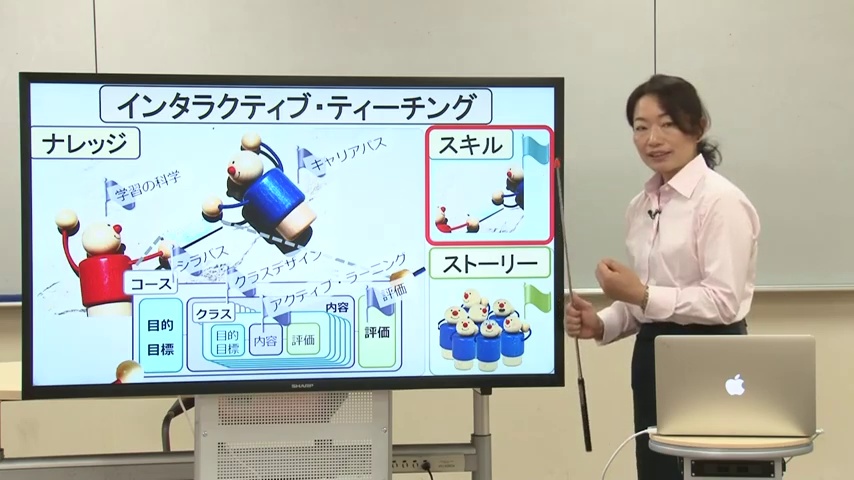 インタラクティブ・ティーチング
ナレッジ
スキル
学習の科学
キャリアパス
シラバス
クラスデザイン
アクティブ・ラーニング
評価
コース
目的
目標
クラス
目的
目標
内容
評価
内容
評価
ストーリー
SHARP